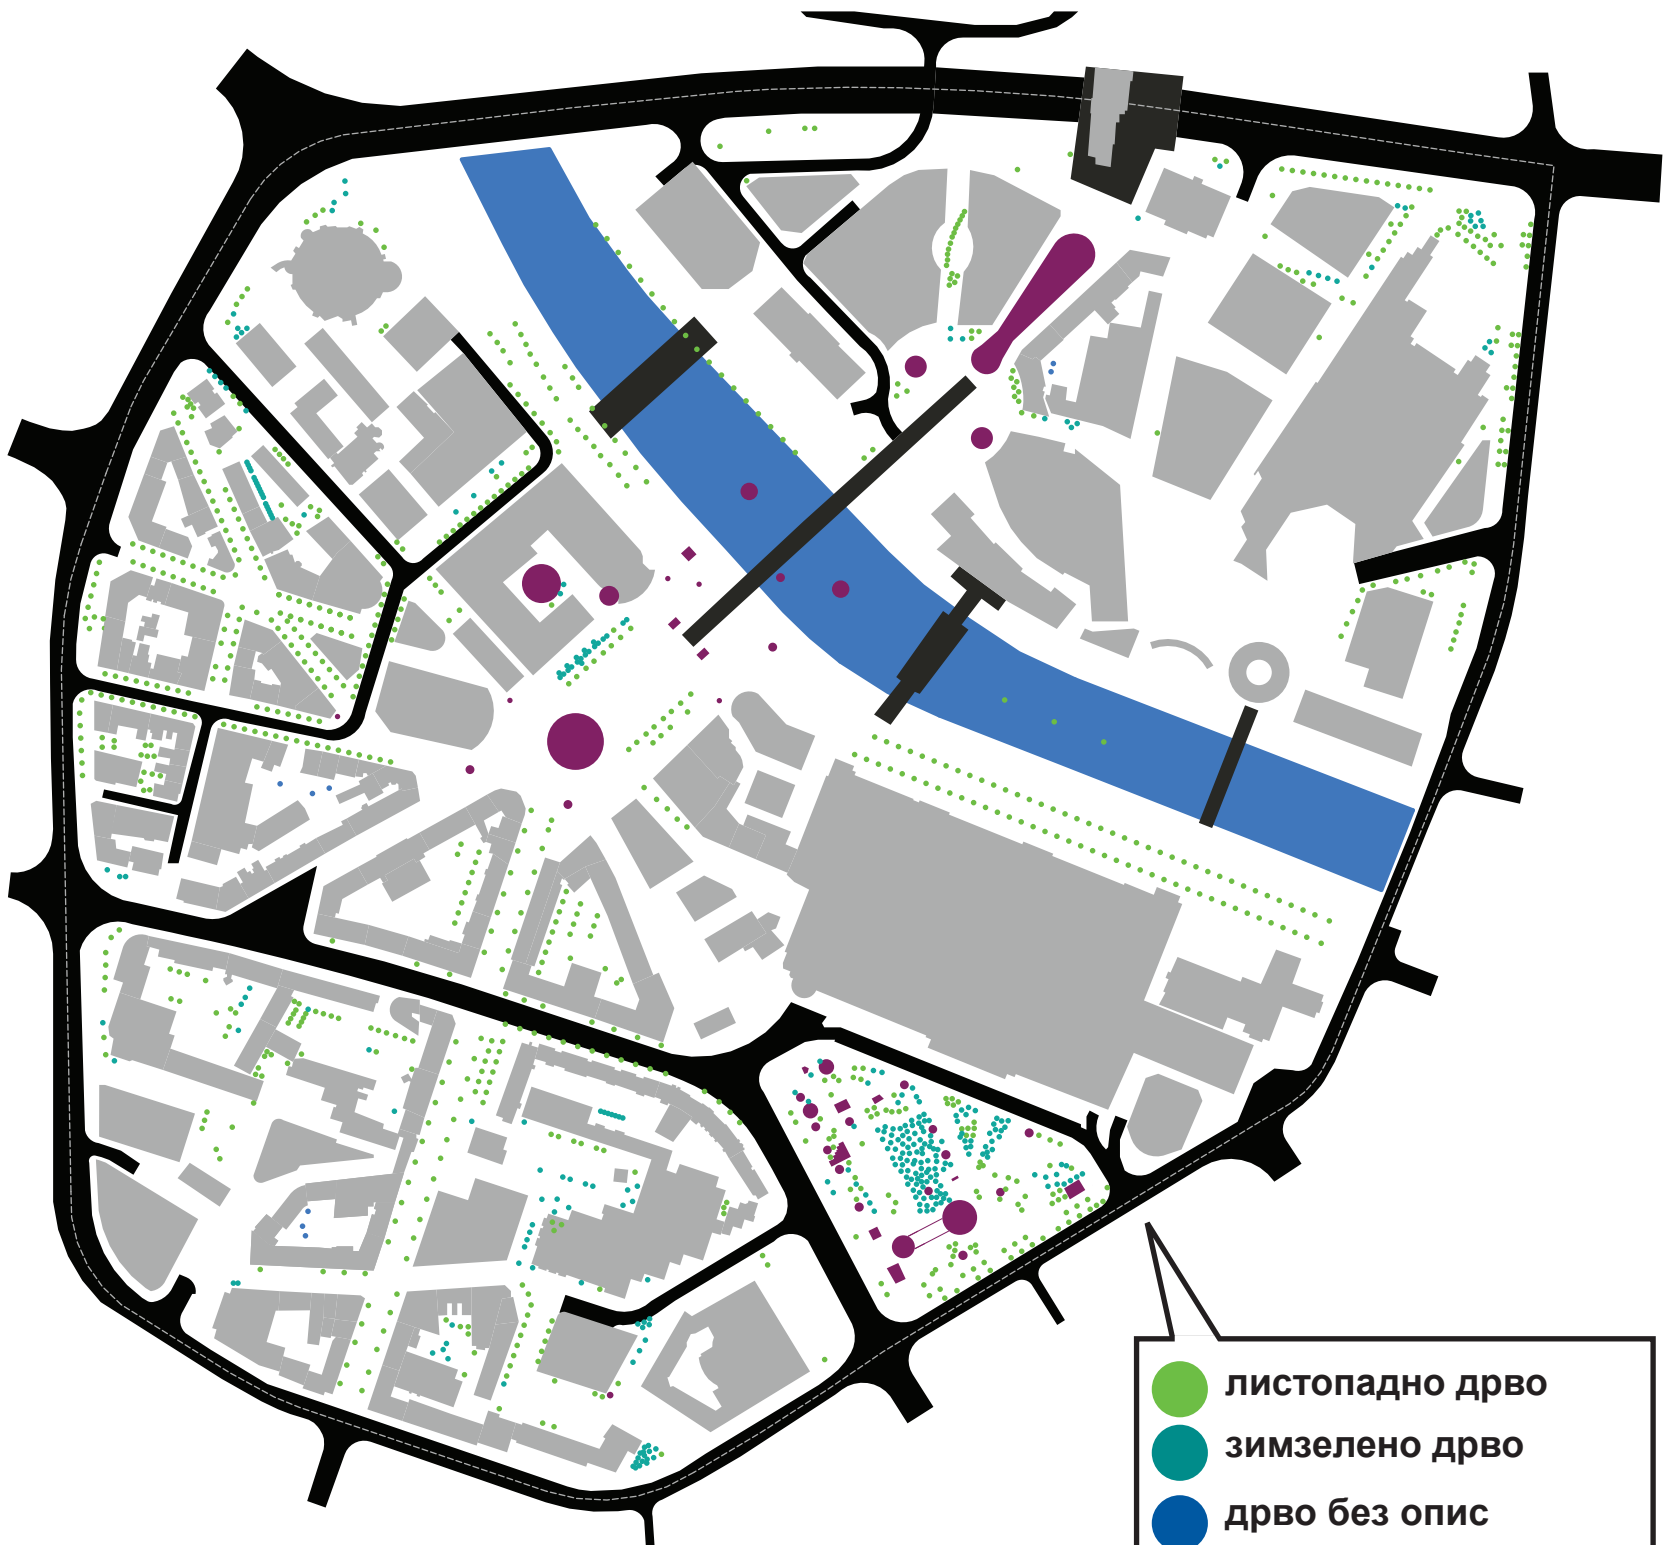 листопадно дрво
зимзелено дрво
дрво без опис